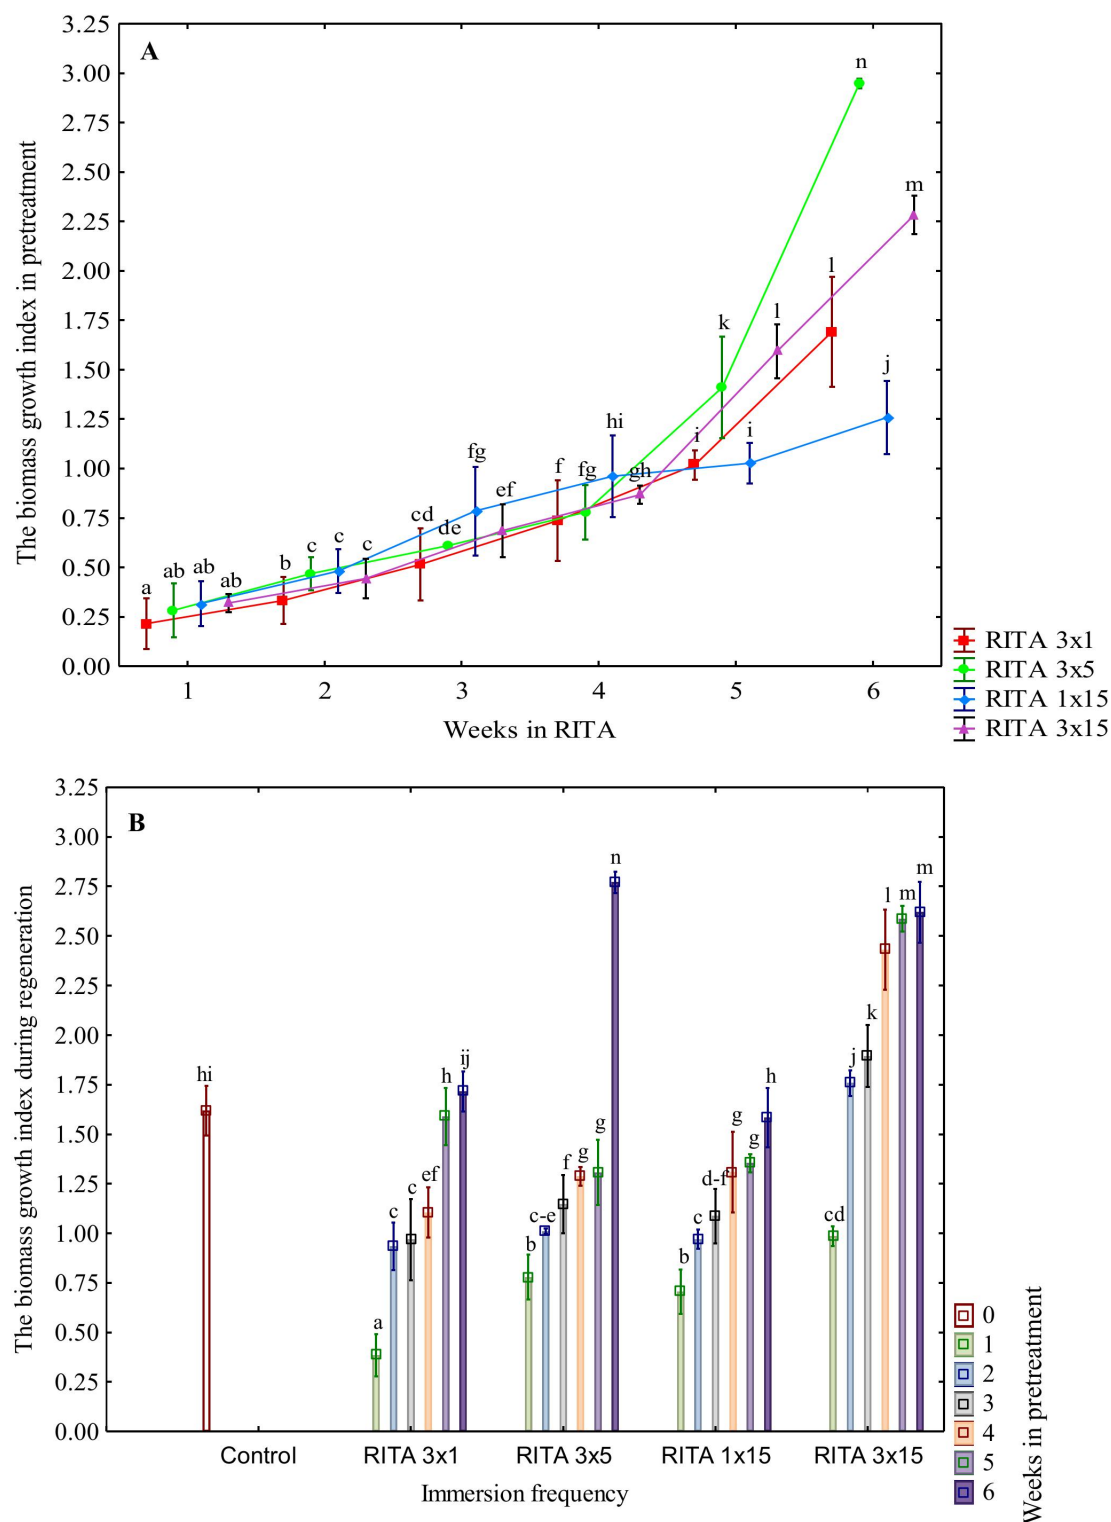 A
The biomass growth index in pretreatment
3.25
3.00
2.75
2.50
2.25
2.00
1.75
1.50
1.25
1.00
0.75
0.50
0.25
0.00
a ab ab ab
b c c c
cd de fg ef
f fg hi gh
i k i l
l n j m
1 2 3 4 5 6
Weeks in RITA
RITA 3x1
RITA 3x5
RITA 1x15
RITA 3x15
B
The biomass growth index during regeneration
3.25
3.00
2.75
2.50
2.25
2.00
1.75
1.50
1.25
1.00
0.75
0.50
0.25
0.00
hi
a c c ef h ij
b c-e f g g n
b c d-f g g h
cd j k l m m
Control RITA 3x1 RITA 3x5 RITA 1x15 RITA 3x15
Immersion frequency
0
1
2
3
4
5
6
Weeks in pretreatment